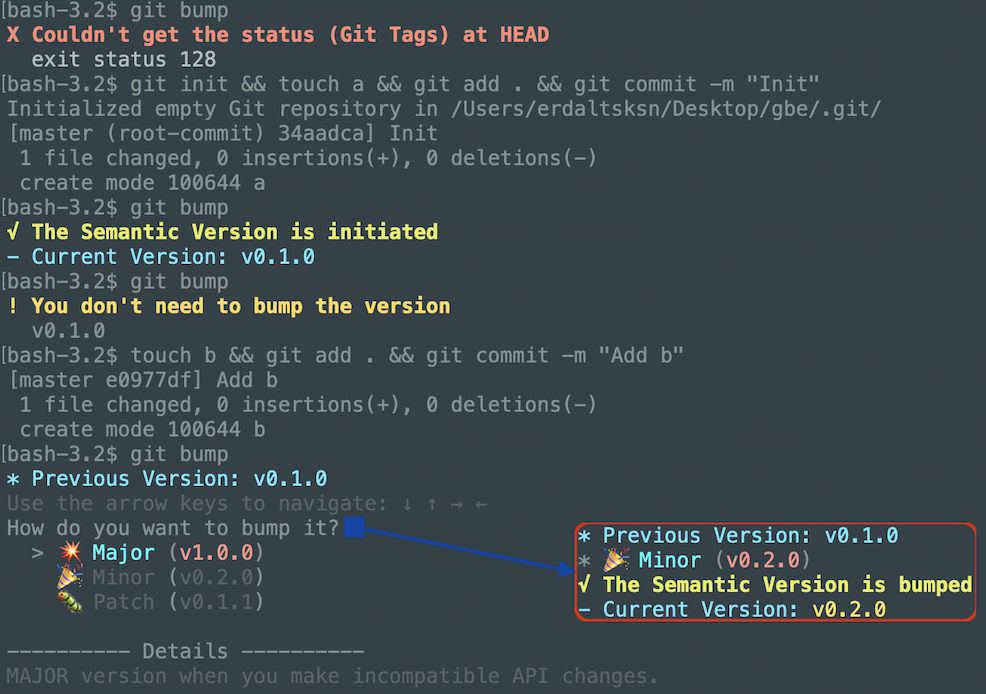 [bash-3.2$ git bump
X Couldn't get the status (Git Tags) at HEAD
exit status 128
[bash-3.2$ git init && touch a && git add . && git commit -m "Init"
Initialized empty Git repository in /Users/erdaltsksn/Desktop/gbe/.git/
[master (root-commit) 34aadca] Init
1 file changed, 0 insertions(+), 0 deletions(-)
create mode 100644 a
[bash-3.2$ git bump
√ The Semantic Version is initiated
- Current Version: v0.1.0
[bash-3.2$ git bump
! You don't need to bump the version
v0.1.0
[bash-3.2$ touch b && git add . && git commit -m "Add b"
[master e0977df] Add b
1 file changed, 0 insertions(+), 0 deletions(-)
create mode 100644 b
[bash-3.2$ git bump
* Previous Version: v0.1.0
Use the arrow keys to navigate: ↓ ↑ → ←
How do you want to bump it?
> 💥 Major (v1.0.0)
🎉 Minor (v0.2.0)
🐛 Patch (v0.1.1)
---------- Details ----------
MAJOR version when you make incompatible API changes.
* Previous Version: v0.1.0
* 🎉 Minor (v0.2.0)
√ The Semantic Version is bumped
- Current Version: v0.2.0